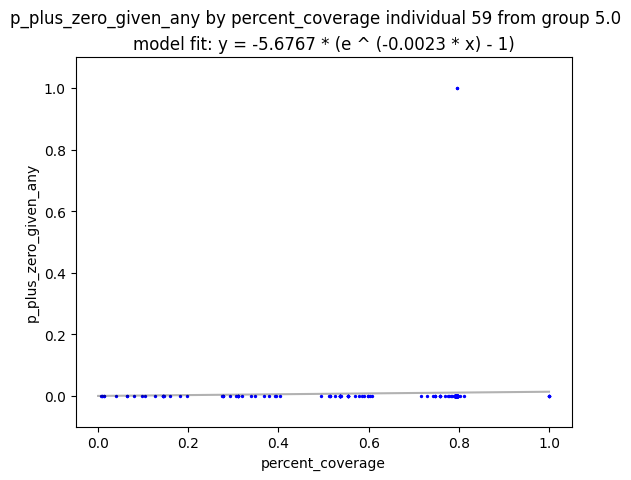 p_plus_zero_given_any by percent_coverage individual 59 from group 5.0
model fit: y = -5.6767 * (e ^ (-0.0023 * x) - 1)
1.0
0.8
0.6
0.4
0.2
0.0
p_plus_zero_given_any
0.0 0.2 0.4 0.6 0.8 1.0
percent_coverage